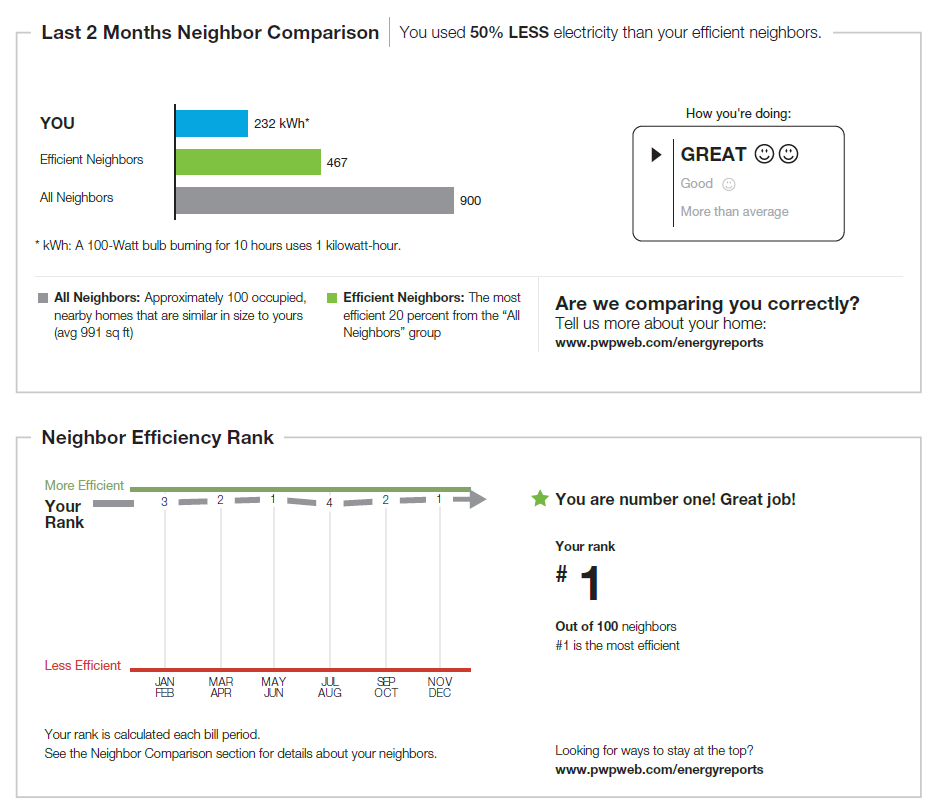 Last 2 Months Neighbor Comparison You used 50% LESS electricity than your efficient neighbors.
YOU 232 kWh*
Efficient Neighbors 467
All Neighbors 900
* kWh: A 100-Watt bulb burning for 10 hours uses 1 kilowatt-hour.
How you're doing:
GREAT
Good
More than average
All Neighbors: Approximately 100 occupied,
nearby homes that are similar in size to yours
(avg 991 sq ft)
Efficient Neighbors: The most
efficient 20 percent from the “All
Neighbors” group
Are we comparing you correctly?
Tell us more about your home:
www.pwpweb.com/energyreports
Neighbor Efficiency Rank
More Efficient
Your
Rank
3 2 1 4 2 1
Less Efficient
JAN MAR MAY JUL SEP NOV
FEB APR JUN AUG OCT DEC
Your rank is calculated each bill period.
See the Neighbor Comparison section for details about your neighbors.
You are number one! Great job!
Your rank
# 1
Out of 100 neighbors
#1 is the most efficient
Looking for ways to stay at the top?
www.pwpweb.com/energyreports